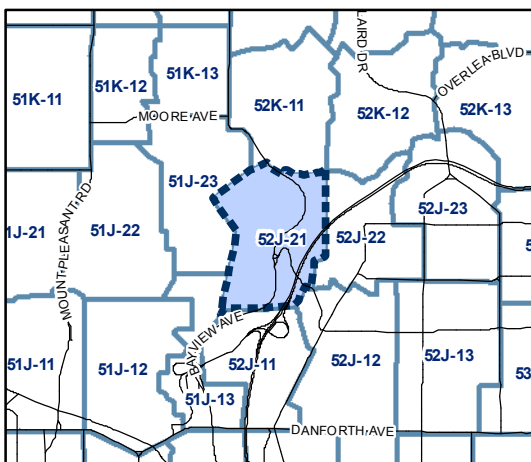 LAIRD DR
51K-13
OVERLEA BLVD
51K-12
51K-11
52K-11
52K-12
52K-13
MOORE AVE
51J-23
MOUNT PLEASANT RD
52J-23
1J-21
51J-22
52J-21
52J-22
5
BAYVIEW AVE
51J-11
51J-12
52J-11
52J-12
52J-13
53
51J-13
DANFORTH AVE